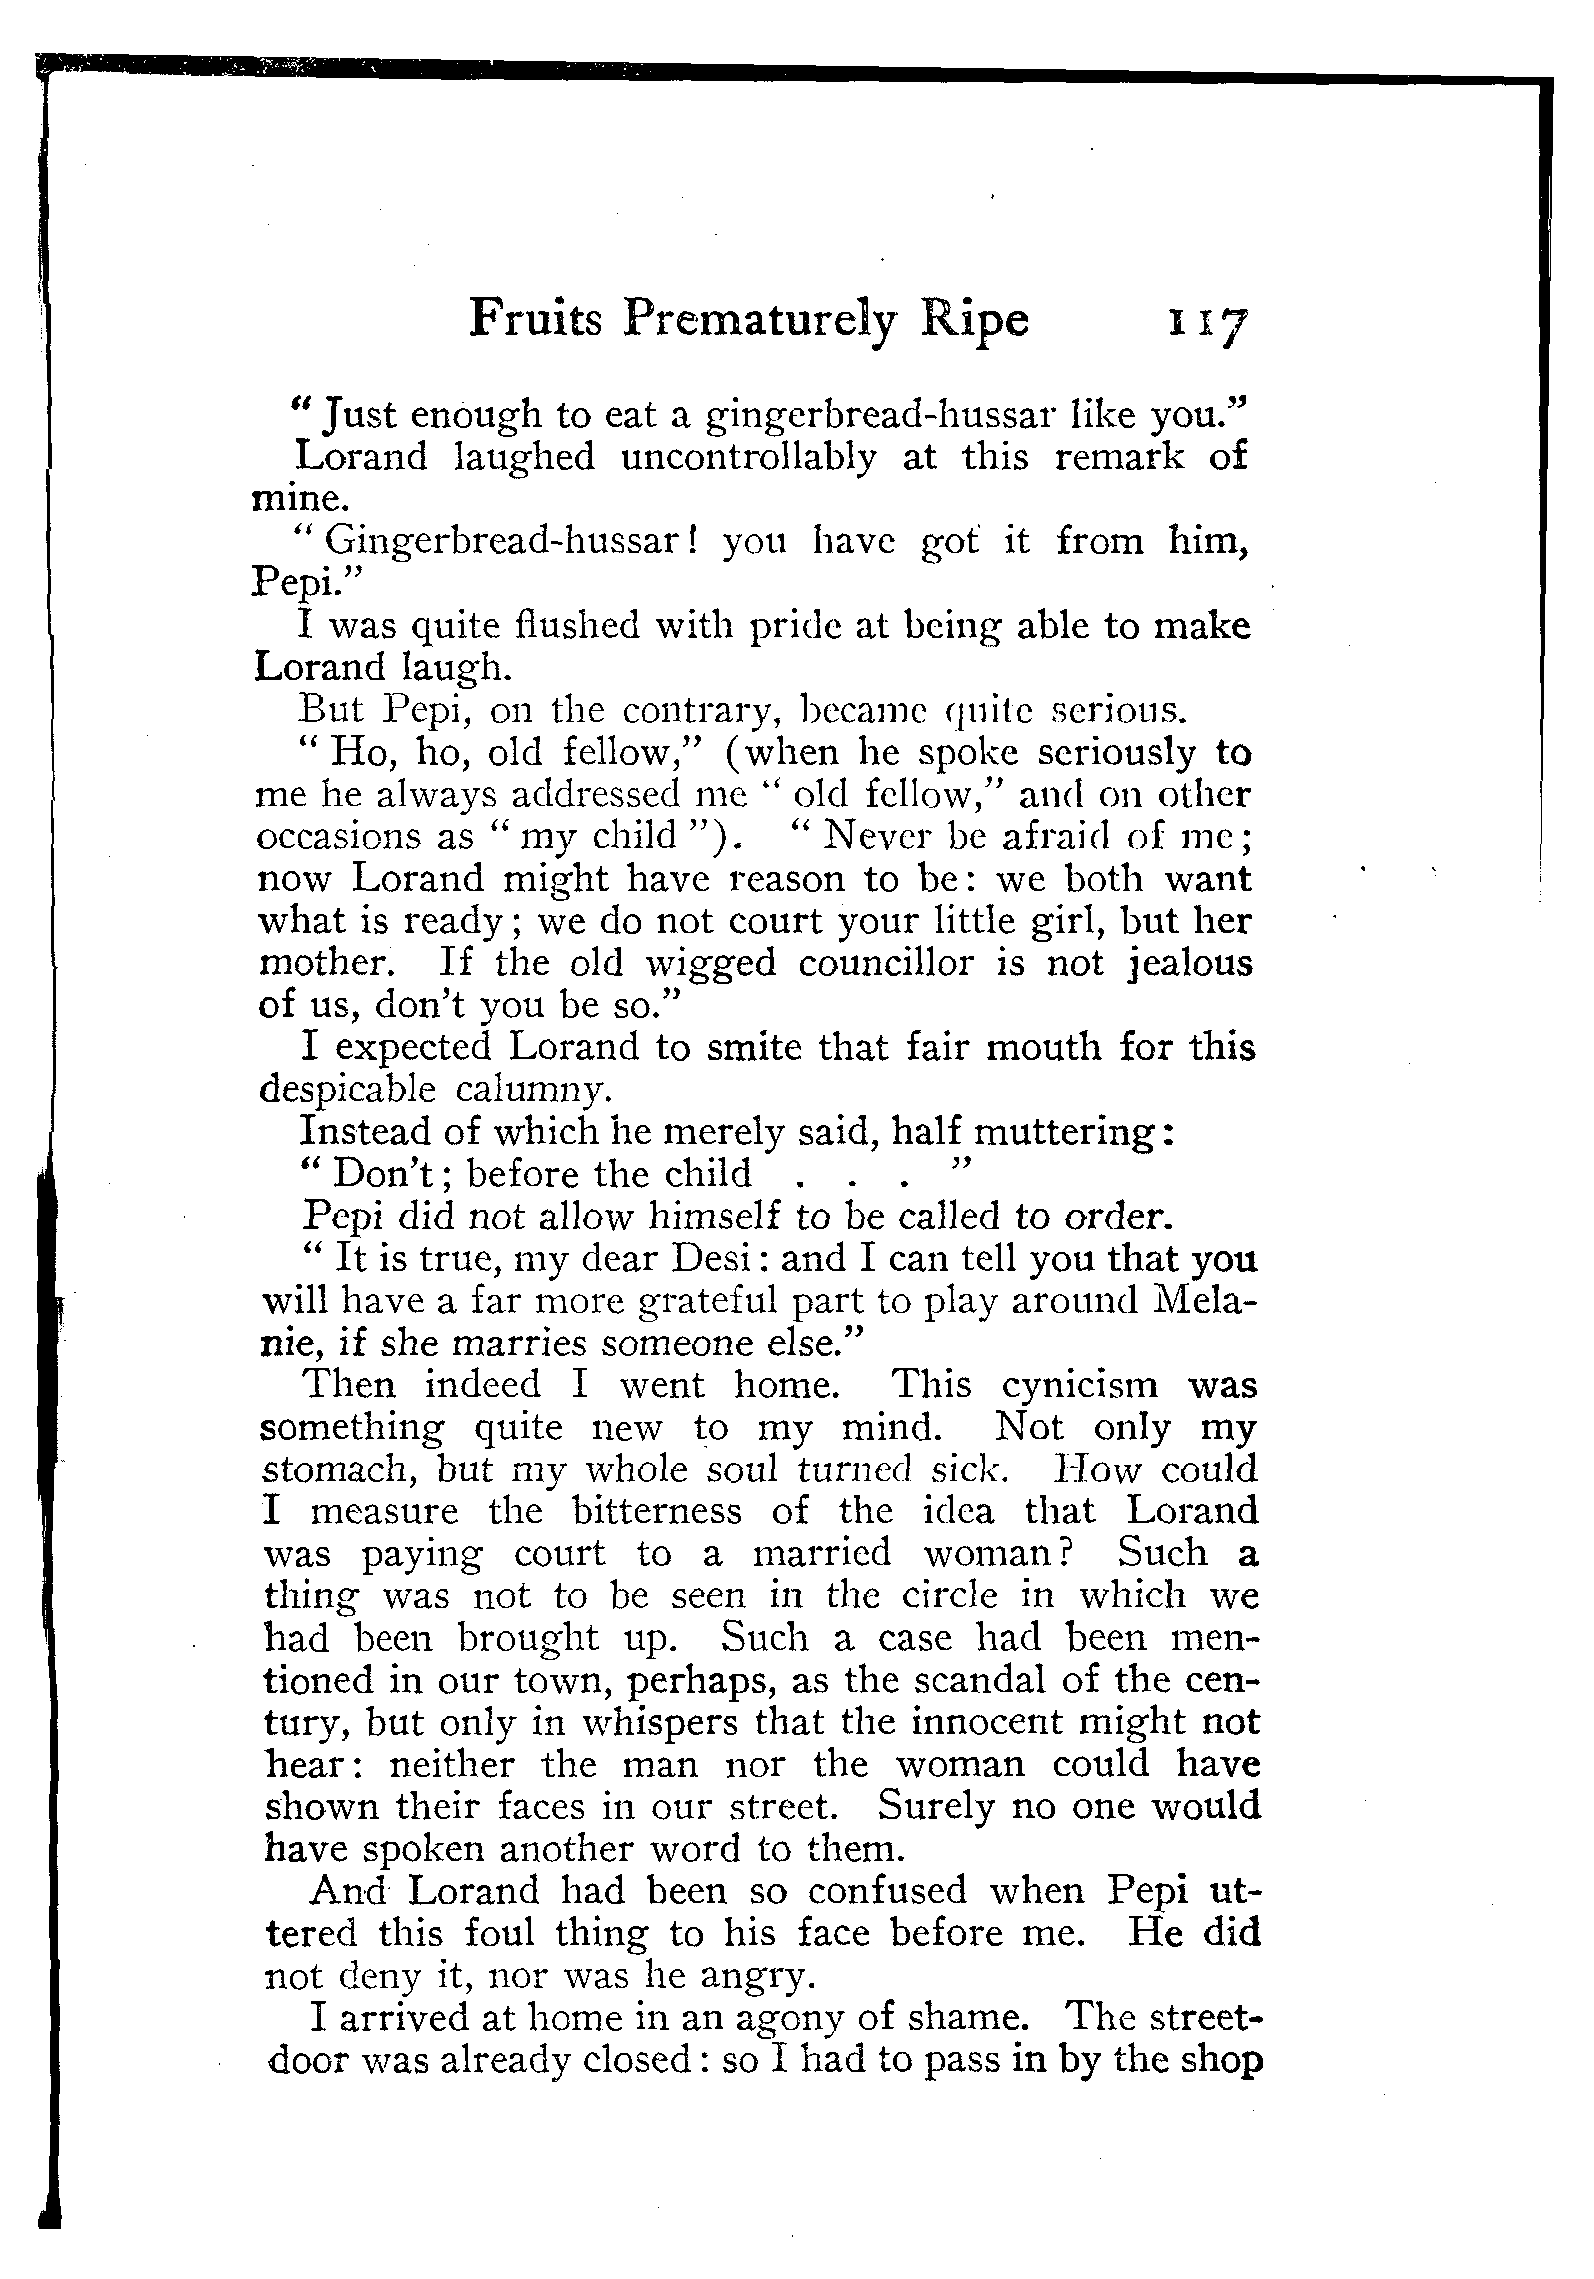 Fruits Prematurely Ripe 117
“Just enough to eat a gingerbread-hussar like you.”
Lorand laughed uncontrollably at this remark of
mine.
“Gingerbread-hussar! you have got it from him,
Pepi.”
I was quite flushed with pride at being able to make
Lorand laugh.
But Pepi, on the contrary, became quite serious.
“Ho, ho, old fellow,” (when he spoke seriously to
me he always addressed me “old fellow,” and on other
occasions as “my child”). “Never be afraid of me;
now Lorand might have reason to be: we both want
what is ready; we do not court your little girl, but her
mother. If the old wigged councillor is not jealous
of us, don’t you be so.”
I expected Lorand to smite that fair mouth for this
despicable calumny.
Instead of which he merely said, half muttering:
“Don’t; before the child . . . ”
Pepi did not allow himself to be called to order.
“It is true, my dear Desi: and I can tell you that you
will have a far more grateful part to play around Mela-
nie, if she marries someone else.”
Then indeed I went home. This cynicism was
something quite new to my mind. Not only my
stomach, but my whole soul turned sick. How could
I measure the bitterness of the idea that Lorand
was paying court to a married woman? Such a
thing was not to be seen in the circle in which we
had been brought up. Such a case had been men-
tioned in our town, perhaps, as the scandal of the cen-
tury, but only in whispers that the innocent might not
hear: neither the man nor the woman could have
shown their faces in our street. Surely no one would
have spoken another word to them.
And Lorand had been so confused when Pepi ut-
tered this foul thing to his face before me. He did
not deny it, nor was he angry.
I arrived at home in an agony of shame. The street-
door was already closed: so I had to pass in by the shop